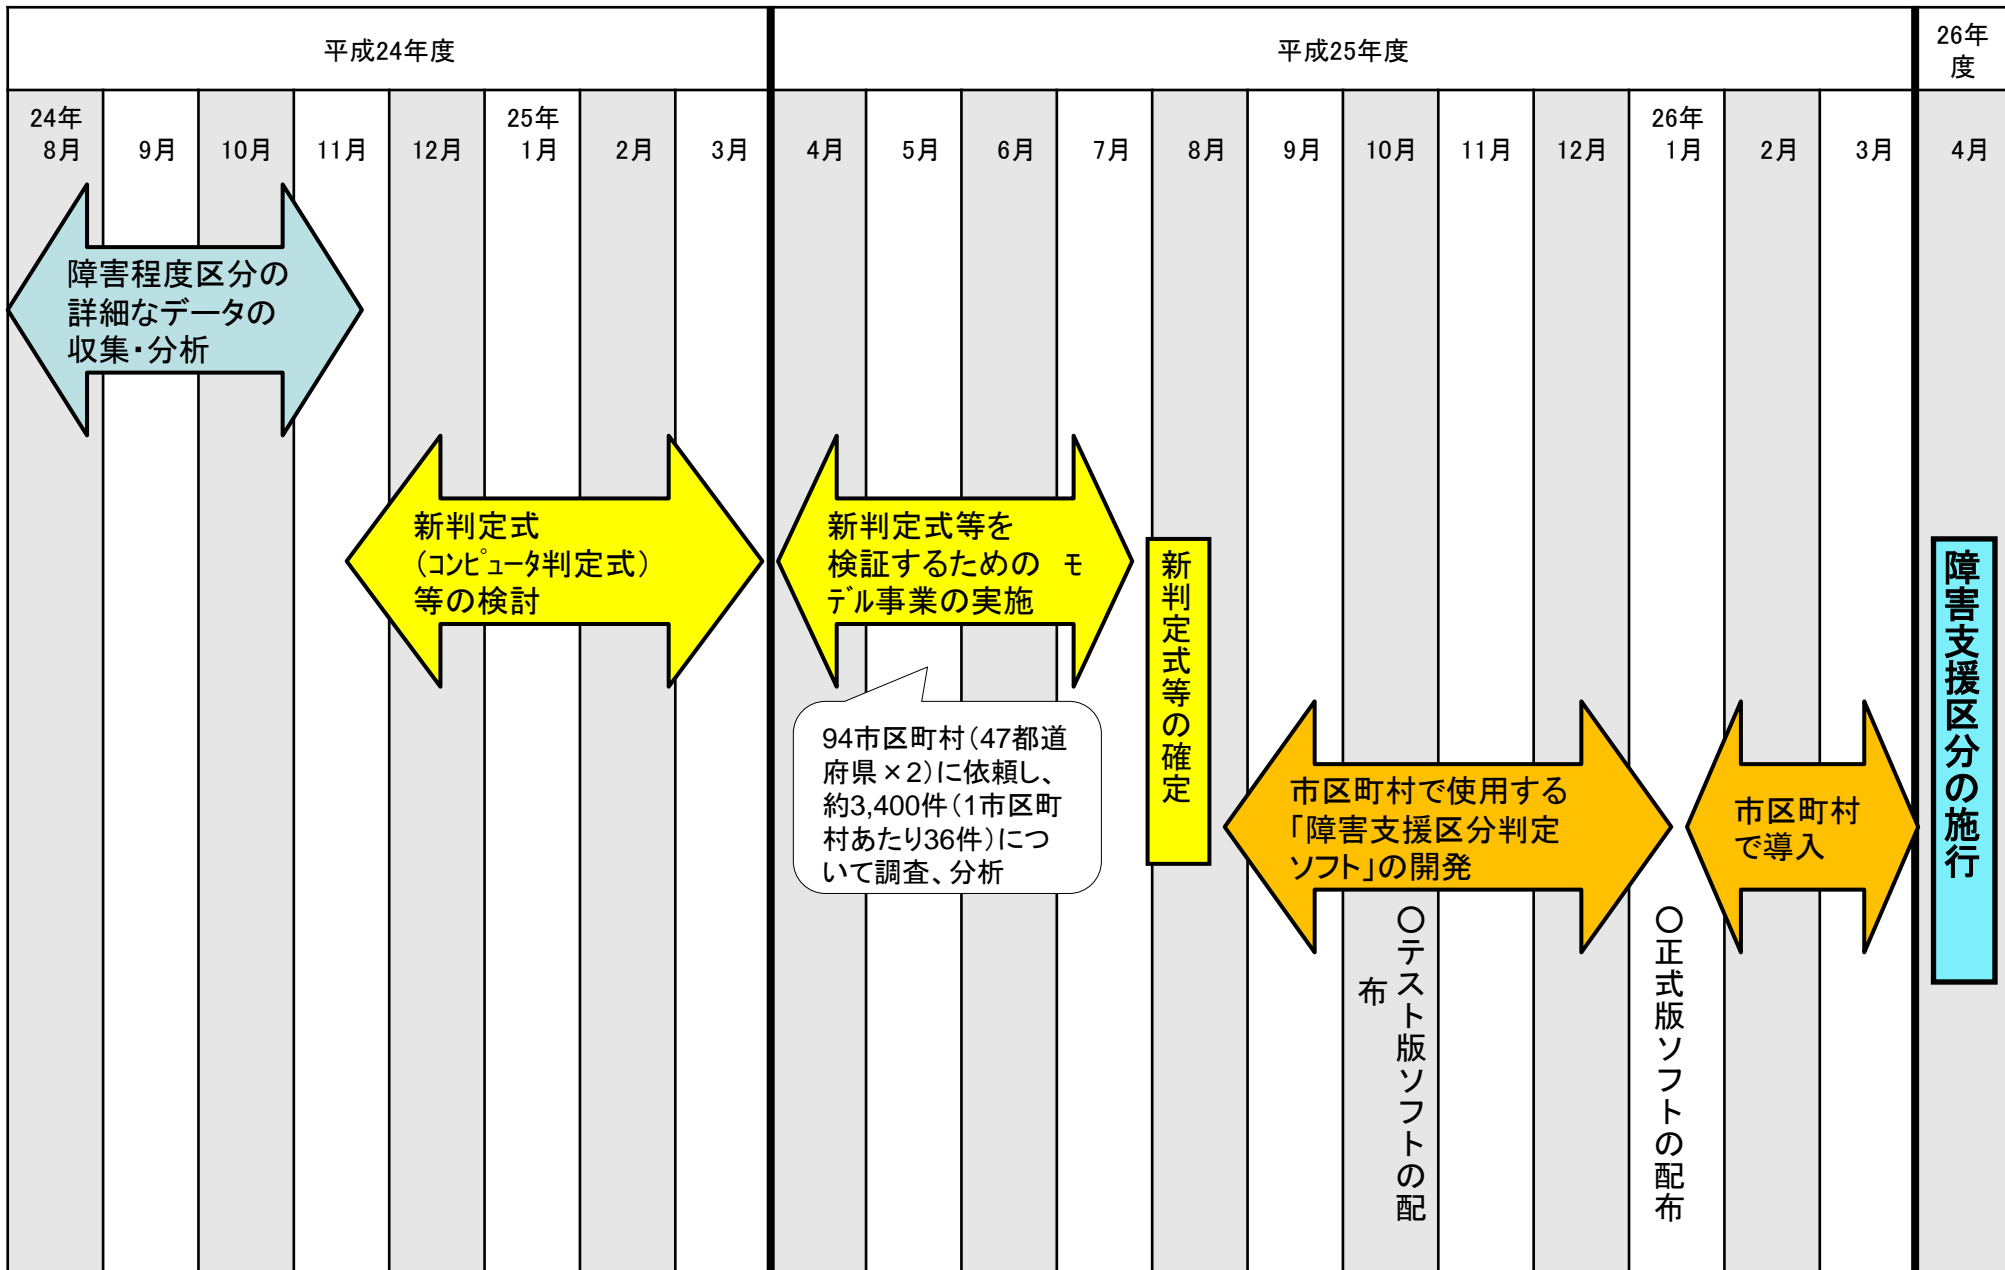 平成24年度
平成25年度
26年
度
24年
8月
9月
10月
11月
12月
25年
1月
2月
3月
4月
5月
6月
7月
8月
9月
10月
11月
12月
26年
1月
2月
3月
4月
障害程度区分の
詳細なデータの
収集・分析
新判定式
（ｺﾝﾋﾟｭｰﾀ判定式）
等の検討
新判定式等を
検証するための ﾓ
ﾃﾞﾙ事業の実施
94市区町村（47都道
府県×2）に依頼し、
約3,400件（1市区町
村あたり36件）につ
いて調査、分析
新判定式等の確定
市区町村で使用する
「障害支援区分判定
ソフト」の開発
○テスト版ソフトの配
布
市区町村
で導入
○正式版ソフトの配布
障害支援区分の施行